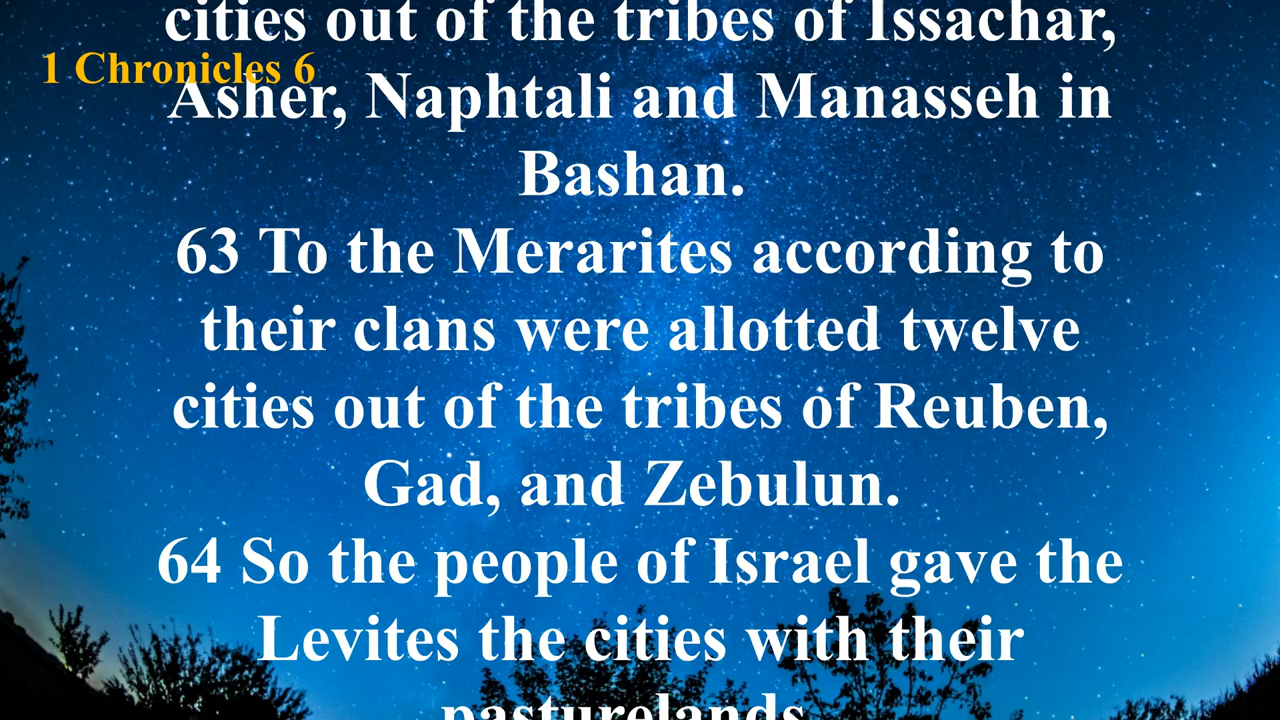 cities out of the tribes of Issachar,
1 Chronicles 6
Asher, Naphtali and Manasseh in
Bashan.
63 To the Merarites according to
their clans were allotted twelve
cities out of the tribes of Reuben,
Gad, and Zebulun.
64 So the people of Israel gave the
Levites the cities with their
pasturelands.